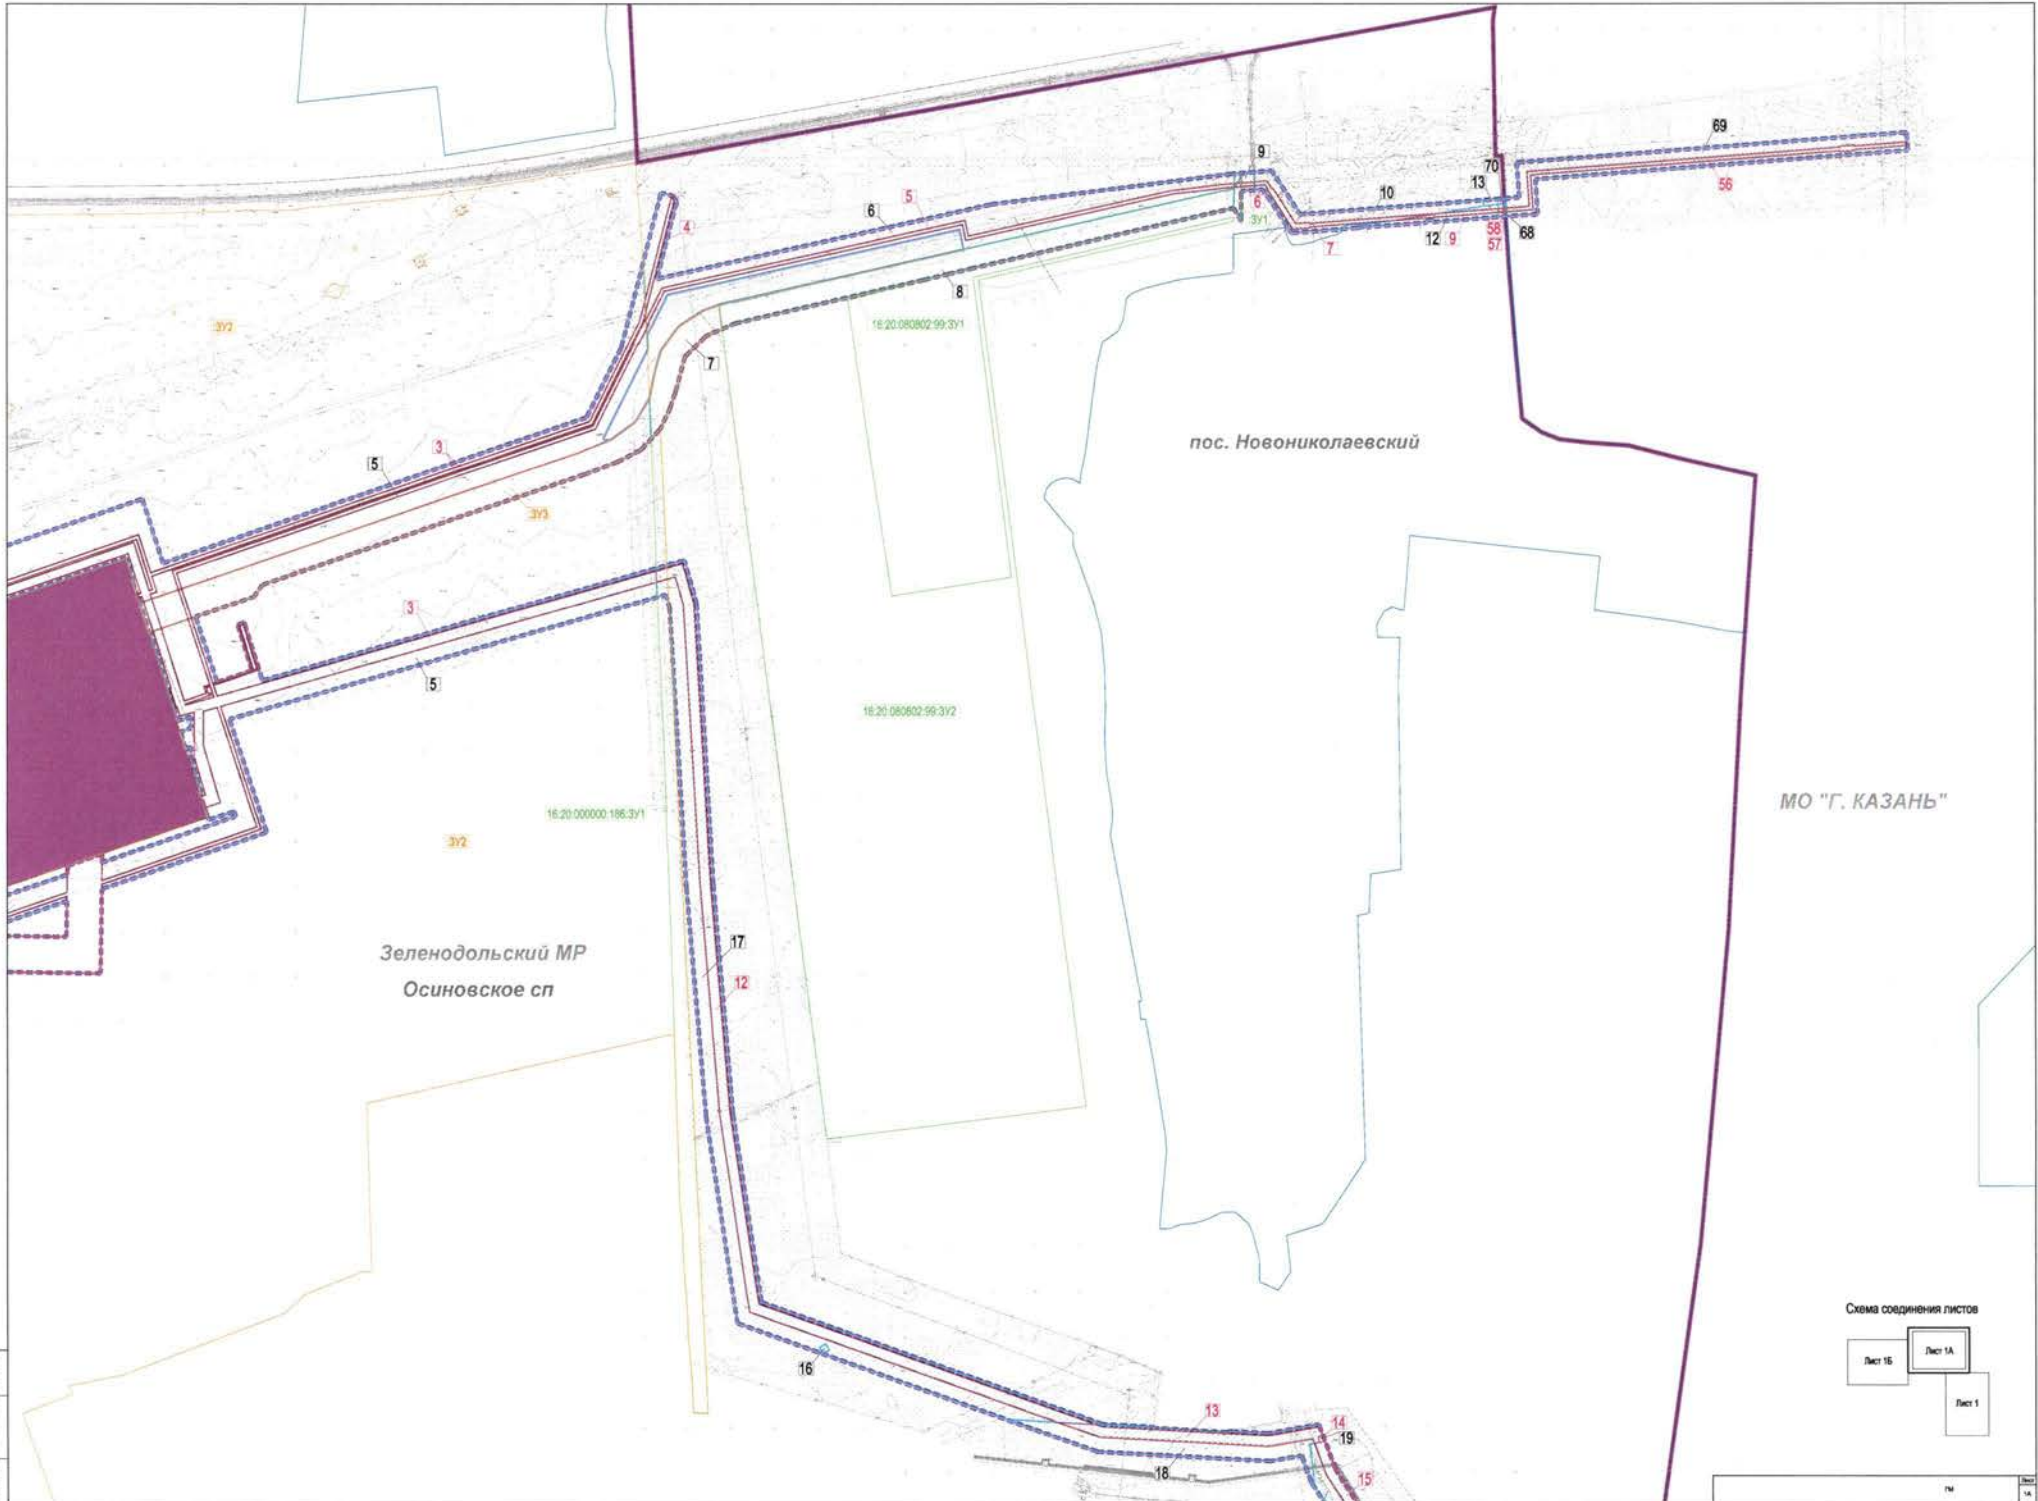 69
9
70
13
10
5
6
56
4
6
:ЗУ1
58
68
12
9
7
57
8
:ЗУ2
16:20:080802:99:ЗУ1
7
пос. Новониколаевский
3
5
:ЗУ3
3
5
16:20:080802:99:ЗУ2
МО "Г. КАЗАНЬ"
16:20:000000:186:ЗУ1
:ЗУ2
17
Зеленодольский МР
12
Осиновское сп
Схема соединения листов
Лист 1А
Лист 1Б
16
Лист 1
13
14
19
18
15
ГМ
Лист
1А